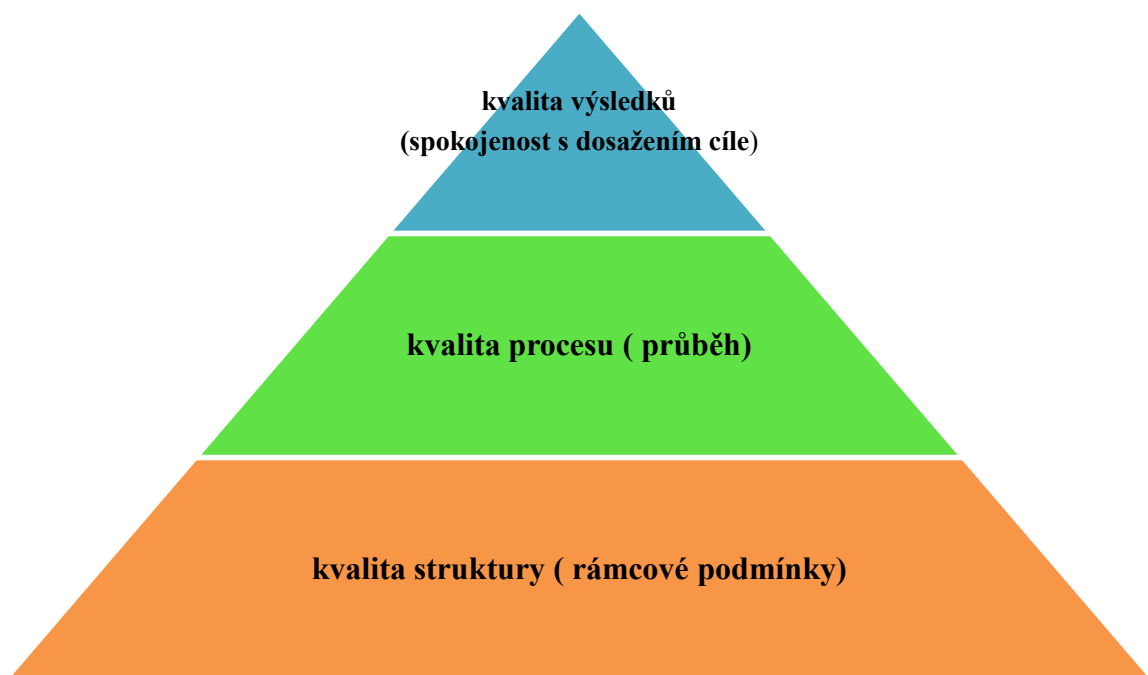 kvalita výsledků
(spokojenost s dosažením cíle)
kvalita procesu ( průběh)
kvalita struktury ( rámcové podmínky)